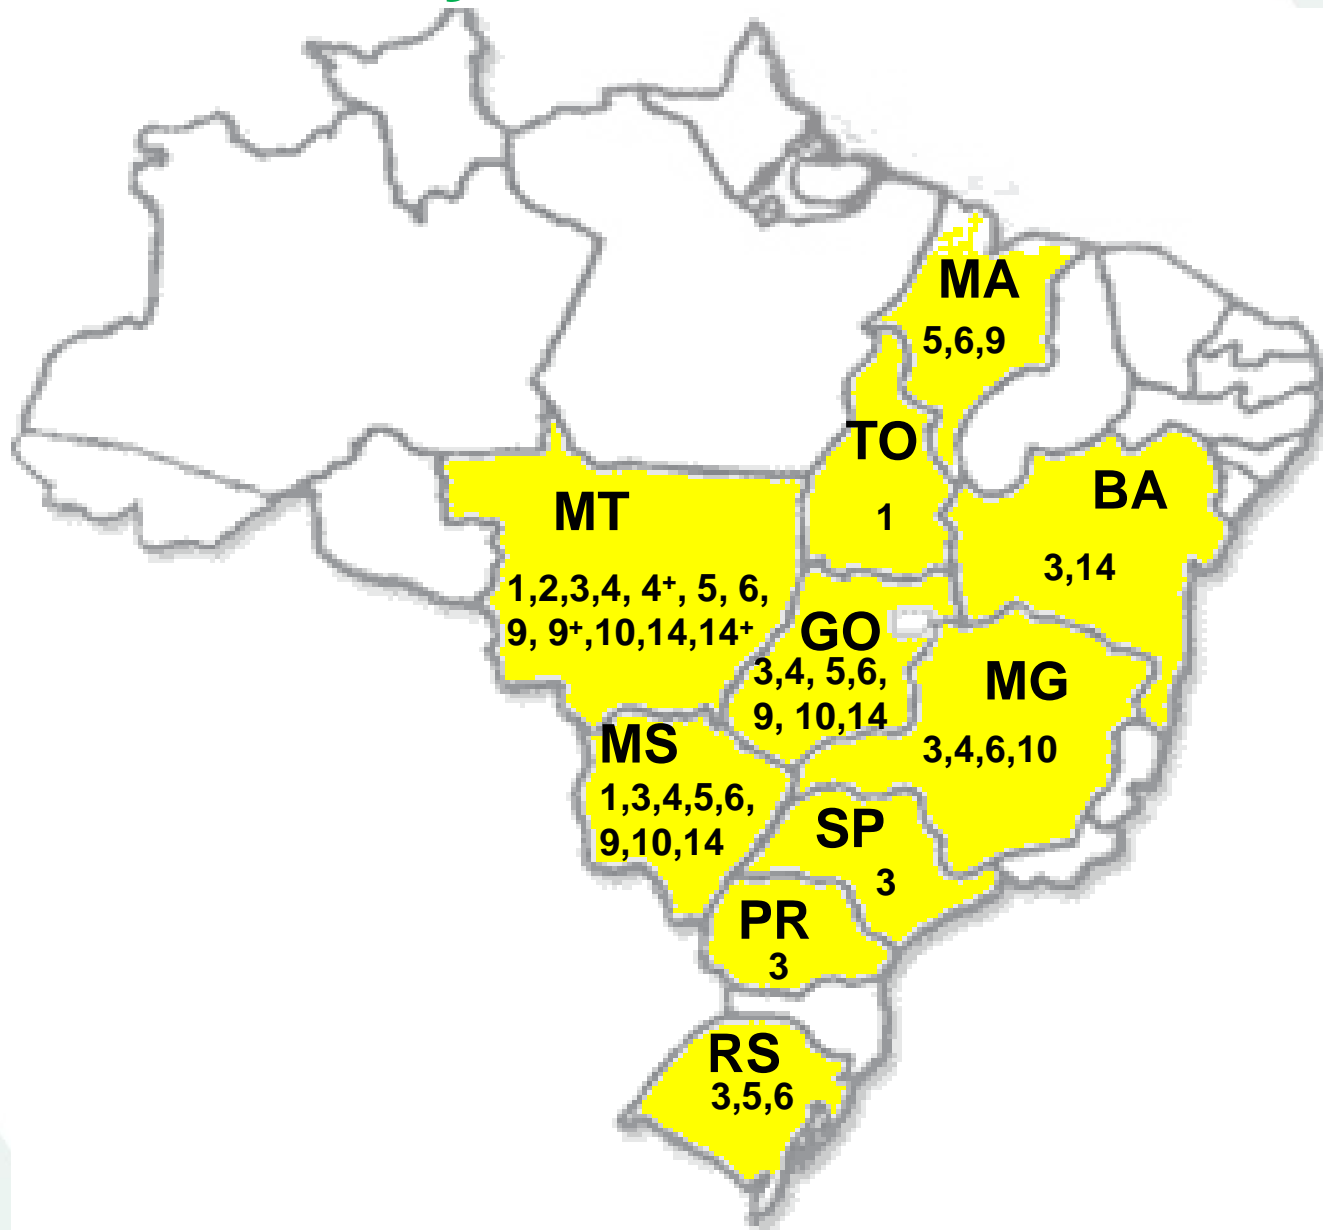 MA
5,6,9
TO
1
BA
3,14
MT
1,2,3,4, 4⁺, 5, 6,
9, 9⁺,10,14,14⁺
GO
3,4, 5,6,
9, 10,14
MG
3,4,6,10
MS
1,3,4,5,6,
9,10,14
SP
3
PR
3
RS
3,5,6